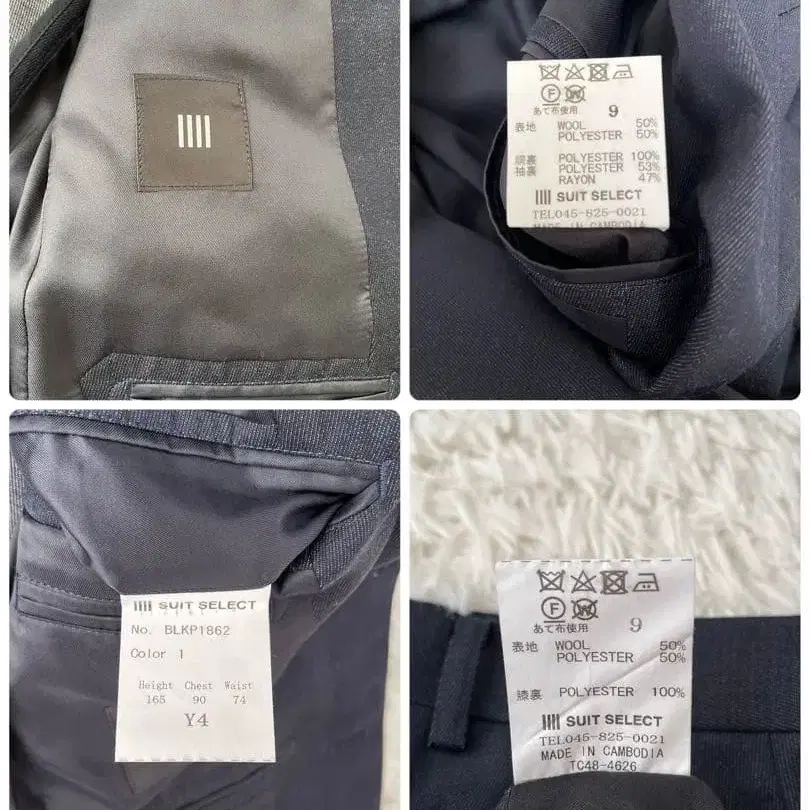 あて布使用 9
表地 WOOL 50%
POLYESTER 50%
胴裏 POLYESTER 100%
袖裏 POLYESTER 53%
RAYON 47%
SUIT SELECT
TEL045-825-0021
MADE IN CAMBODIA
SUIT SELECT
No. BLKP1862
Color 1
Height Chest Waist
165 90 74
Y4
あて布使用 9
表地 WOOL 50%
POLYESTER 50%
膝裏 POLYESTER 100%
SUIT SELECT
TEL045-825-0021
MADE IN CAMBODIA
TC48-4626